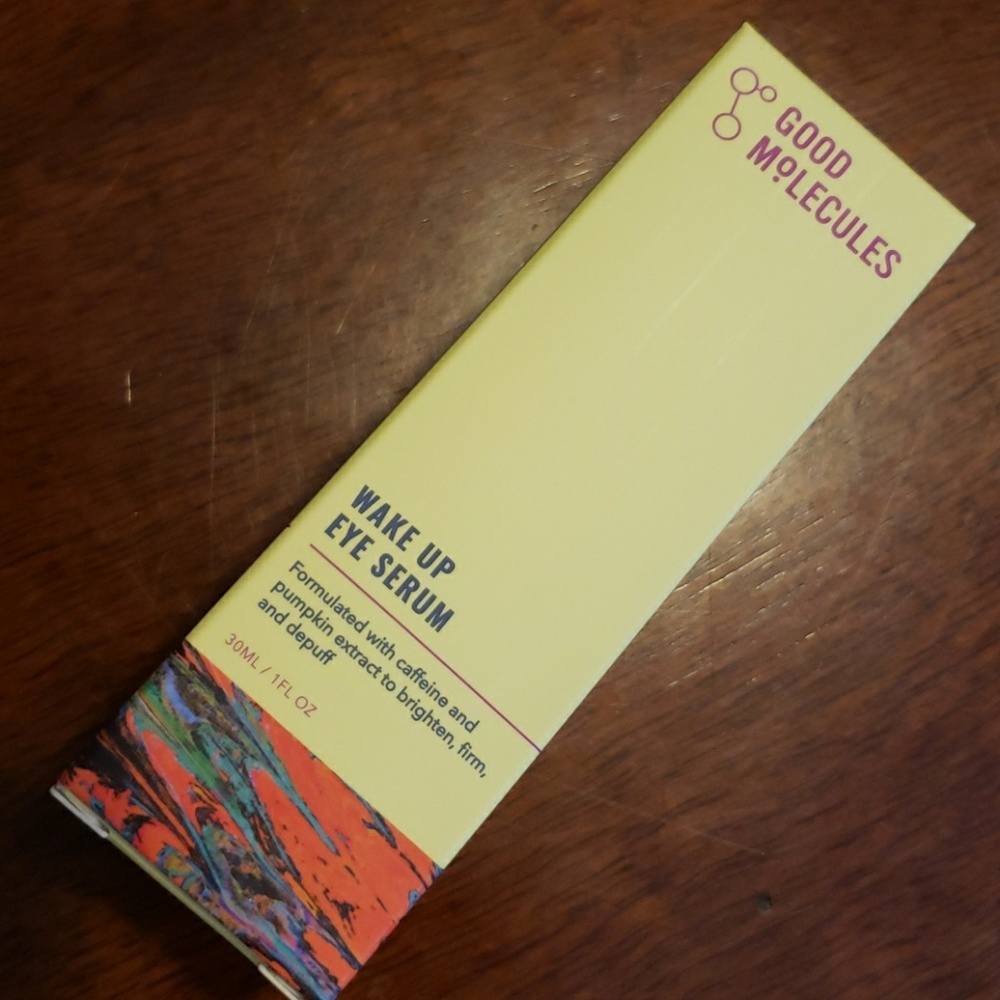 GOOD
MOLECULES
WAKE UP
EYE SERUM
Formulated with caffeine and
pumpkin extract to brighten, firm,
and depuff
30ML / 1FL OZ